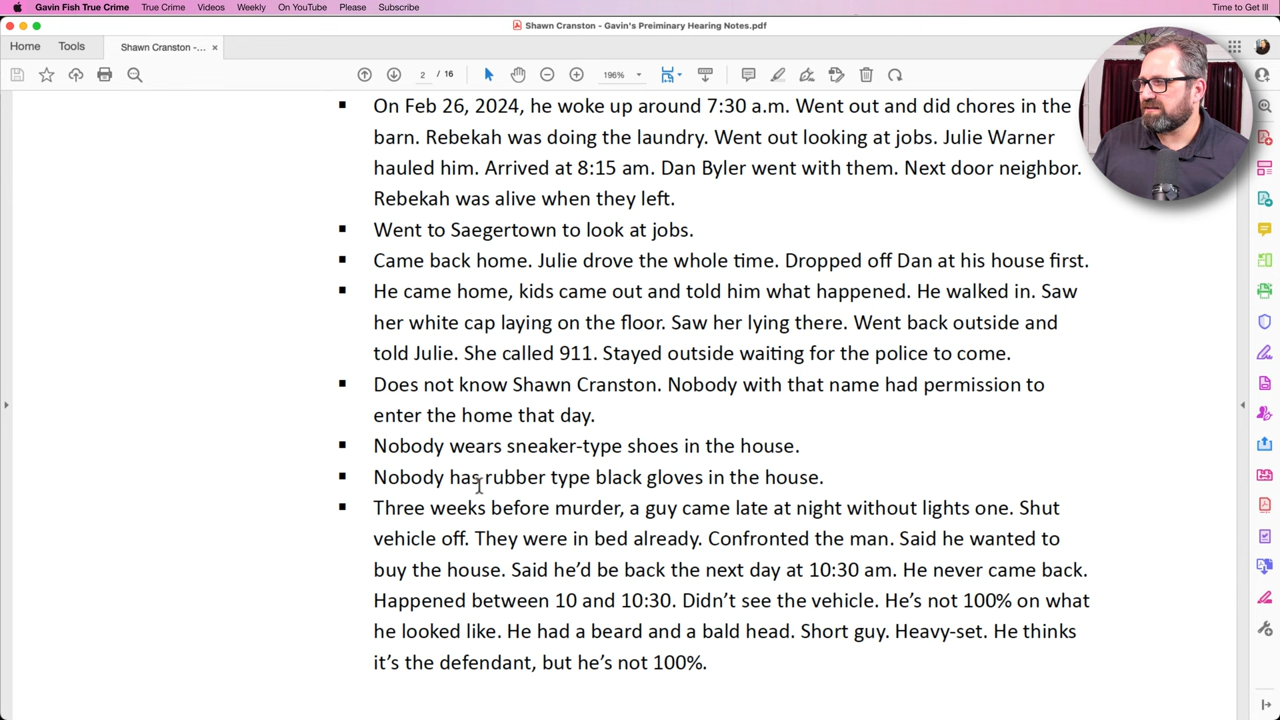 Gavin Fish True Crime True Crime Videos Weekly On YouTube Please Subscribe Time to Get Ill
Shawn Cranston - Gavin's Preiminary Hearing Notes.pdf
Home Tools Shawn Cranston -... ×
2 / 16 196%
▪ On Feb 26, 2024, he woke up around 7:30 a.m. Went out and did chores in the
barn. Rebekah was doing the laundry. Went out looking at jobs. Julie Warner
hauled him. Arrived at 8:15 am. Dan Byler went with them. Next door neighbor.
Rebekah was alive when they left.
▪ Went to Saegertown to look at jobs.
▪ Came back home. Julie drove the whole time. Dropped off Dan at his house first.
▪ He came home, kids came out and told him what happened. He walked in. Saw
her white cap laying on the floor. Saw her lying there. Went back outside and
told Julie. She called 911. Stayed outside waiting for the police to come.
▪ Does not know Shawn Cranston. Nobody with that name had permission to
enter the home that day.
▪ Nobody wears sneaker-type shoes in the house.
▪ Nobody has rubber type black gloves in the house.
▪ Three weeks before murder, a guy came late at night without lights one. Shut
vehicle off. They were in bed already. Confronted the man. Said he wanted to
buy the house. Said he'd be back the next day at 10:30 am. He never came back.
Happened between 10 and 10:30. Didn't see the vehicle. He's not 100% on what
he looked like. He had a beard and a bald head. Short guy. Heavy-set. He thinks
it's the defendant, but he's not 100%.